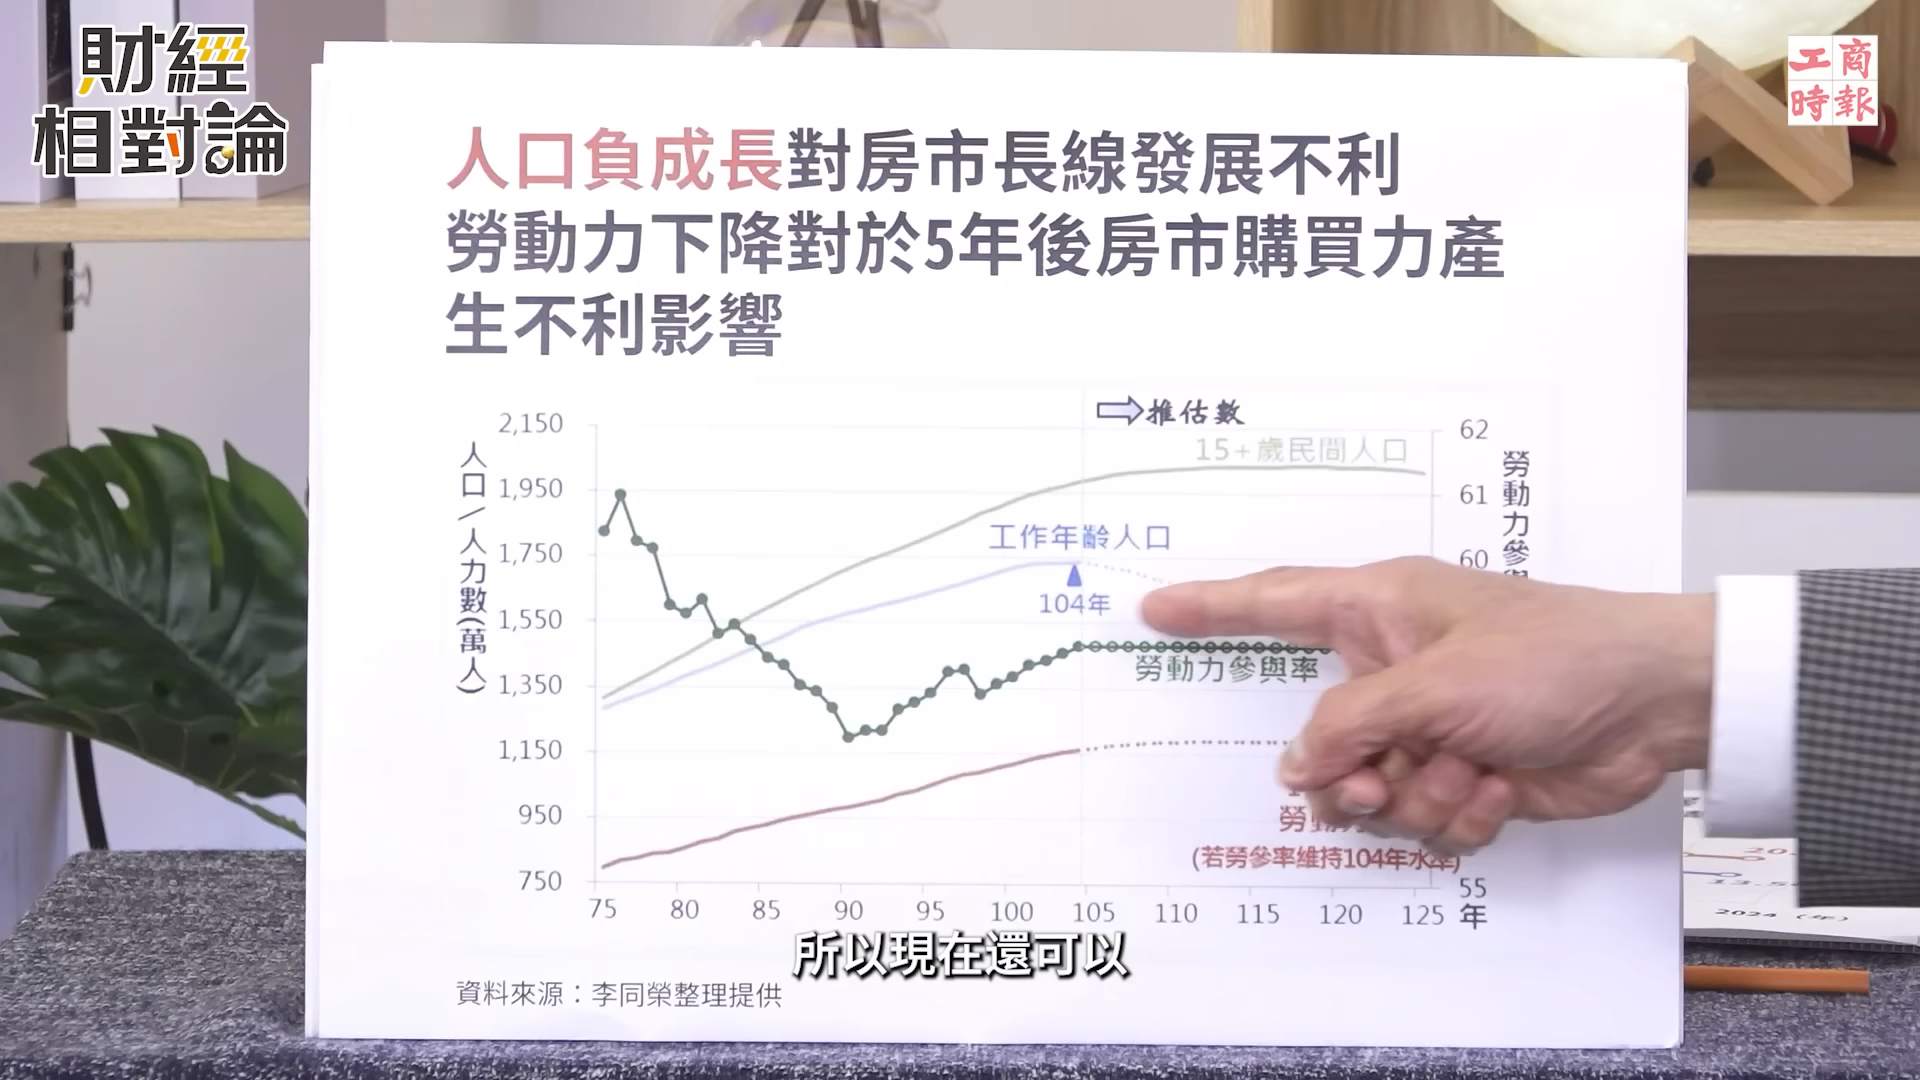 財經
相對論
工商
時報
人口負成長對房市長線發展不利
勞動力下降對於5年後房市購買力產
生不利影響
推估數
15+歲民間人口
工作年齡人口
104年
勞動力參與率
(若勞參率維持104年水準)
人口/人力數(萬人)
2,150
1,950
1,750
1,550
1,350
1,150
950
750
勞動力參
62
61
60
55
75 80 85 90 95 100 105 110 115 120 125 年
所以現在還可以
資料來源：李同榮整理提供
2024 (年)